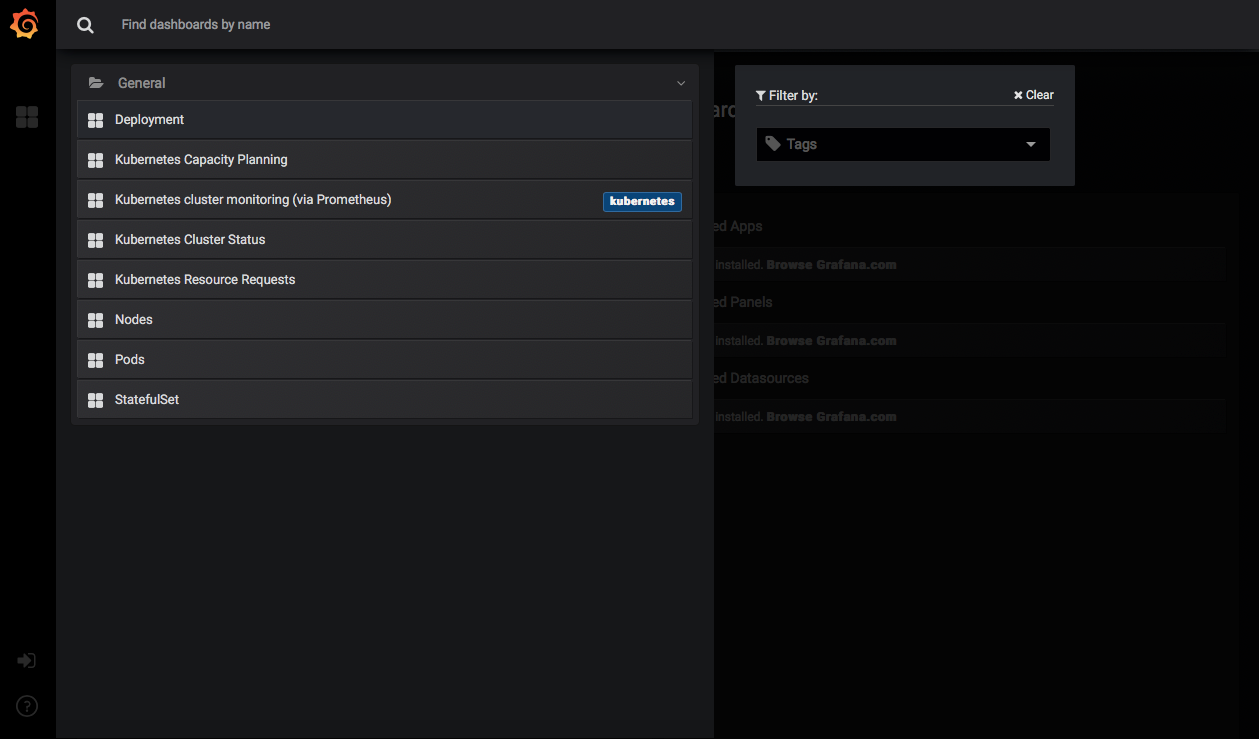 Find dashboards by name
General
Deployment
Kubernetes Capacity Planning
Kubernetes cluster monitoring (via Prometheus)
kubernetes
Kubernetes Cluster Status
Kubernetes Resource Requests
Nodes
Pods
StatefulSet
Filter by:
Clear
Tags
ed Apps
installed. Browse Grafana.com
ed Panels
installed. Browse Grafana.com
ed Datasources
installed. Browse Grafana.com
?